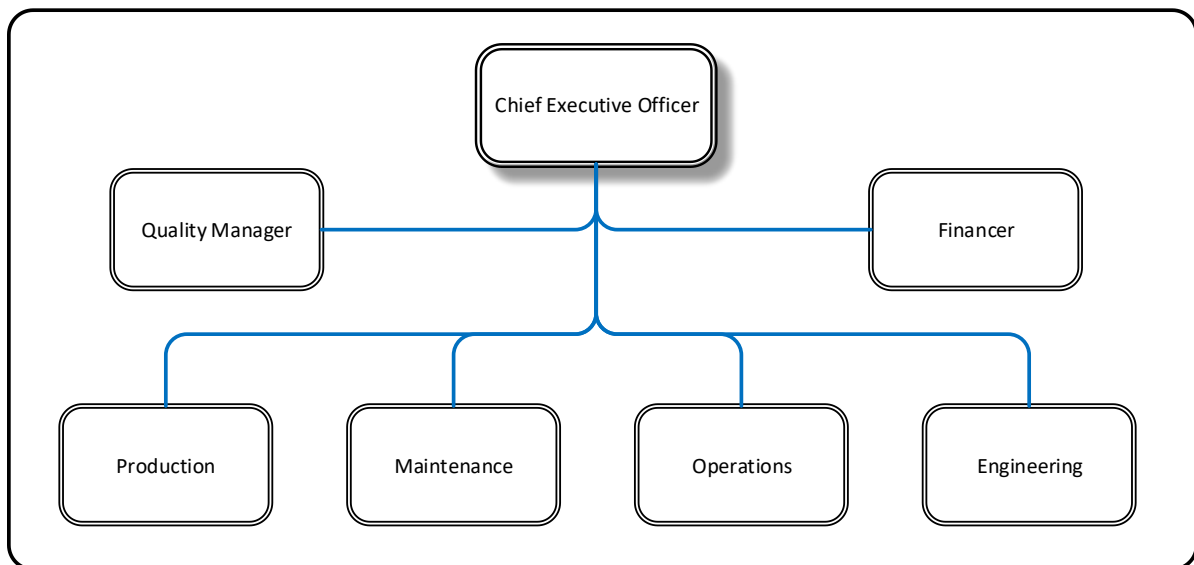 Chief Executive Officer
Quality Manager
Financer
Production
Maintenance
Operations
Engineering